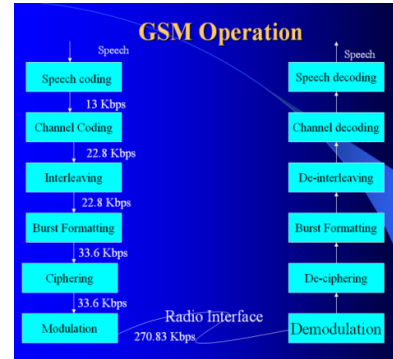 GSM Operation
Speech
Speech coding
13 Kbps
Channel Coding
22.8 Kbps
Interleaving
22.8 Kbps
Burst Formatting
33.6 Kbps
Ciphering
33.6 Kbps
Modulation
Radio Interface
270.83 Kbps
Speech
Speech decoding
Channel decoding
De-interleaving
Burst Formatting
De-ciphering
Demodulation